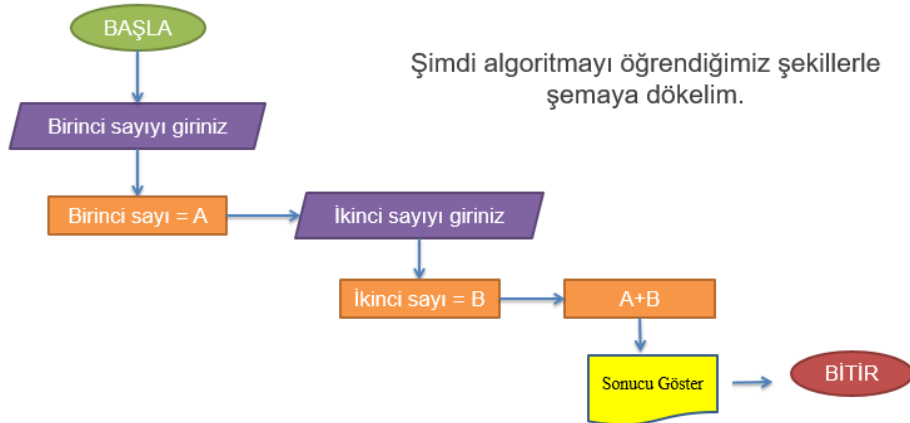 BAŞLA
Şimdi algoritmayı öğrendiğimiz şekillerle
şemaya dökelim.
Birinci sayıyı giriniz
Birinci sayı = A
İkinci sayıyı giriniz
İkinci sayı = B
A+B
Sonucu Göster
BİTİR